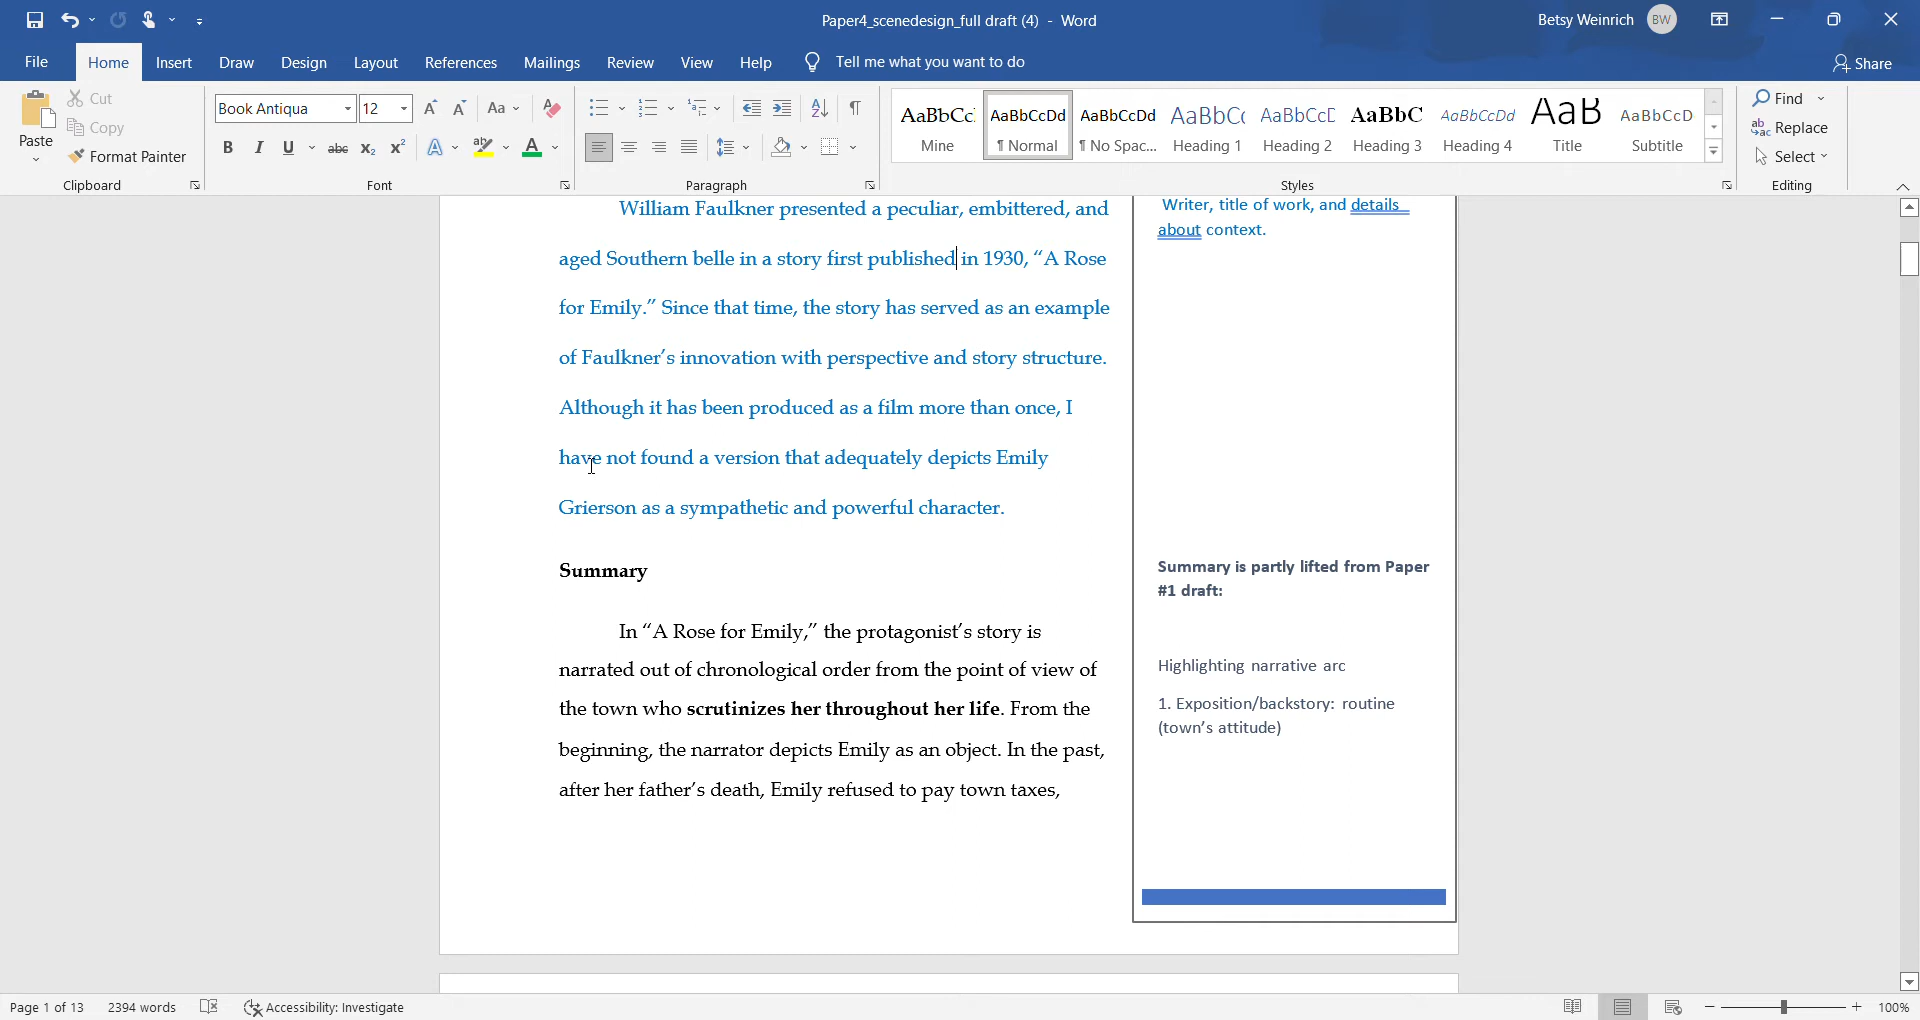 Paper4_scenedesign_full draft (4) - Word
Betsy Weinrich BW
File Home Insert Draw Design Layout References Mailings Review View Help Tell me what you want to do Share
Paste
Cut
Copy
Format Painter
Clipboard
Book Antiqua 12
Font
Paragraph
AaBbCc Mine
AaBbCcDd ¶ Normal
AaBbCcDd ¶ No Spac...
AaBbCc Heading 1
AaBbCcE Heading 2
AaBbC Heading 3
AaBbCcDd Heading 4
AaB Title
AaBbCcD Subtitle
Styles
Find
Replace
Select
Editing
William Faulkner presented a peculiar, embittered, and
aged Southern belle in a story first published in 1930, “A Rose
for Emily.” Since that time, the story has served as an example
of Faulkner’s innovation with perspective and story structure.
Although it has been produced as a film more than once, I
have not found a version that adequately depicts Emily
Grierson as a sympathetic and powerful character.
Summary
In “A Rose for Emily,” the protagonist’s story is
narrated out of chronological order from the point of view of
the town who scrutinizes her throughout her life. From the
beginning, the narrator depicts Emily as an object. In the past,
after her father’s death, Emily refused to pay town taxes,
Writer, title of work, and details
about context.
Summary is partly lifted from Paper
#1 draft:
Highlighting narrative arc
1. Exposition/backstory: routine
(town’s attitude)
Page 1 of 13 2394 words Accessibility: Investigate 100%